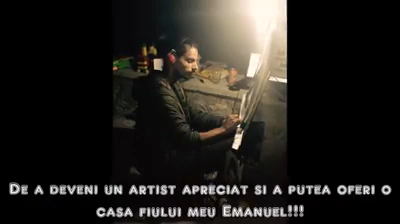 De a deveni un artist apreciat si a putea oferi o
casa fiului meu Emanuel!!!